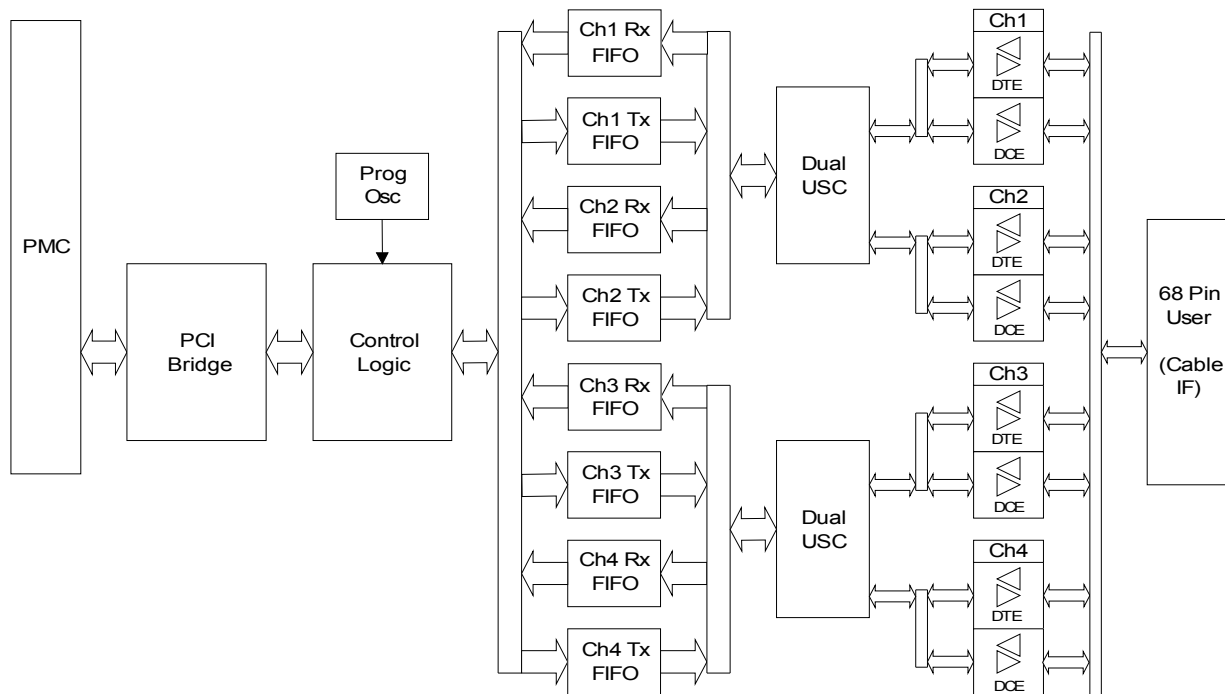 PMC
PCI
Bridge
Prog
Osc
Control
Logic
Ch1 Rx
FIFO
Ch1 Tx
FIFO
Ch2 Rx
FIFO
Ch2 Tx
FIFO
Ch3 Rx
FIFO
Ch3 Tx
FIFO
Ch4 Rx
FIFO
Ch4 Tx
FIFO
Dual
USC
Dual
USC
Ch1
DTE
DCE
Ch2
DTE
DCE
Ch3
DTE
DCE
Ch4
DTE
DCE
68 Pin
User
(Cable
IF)